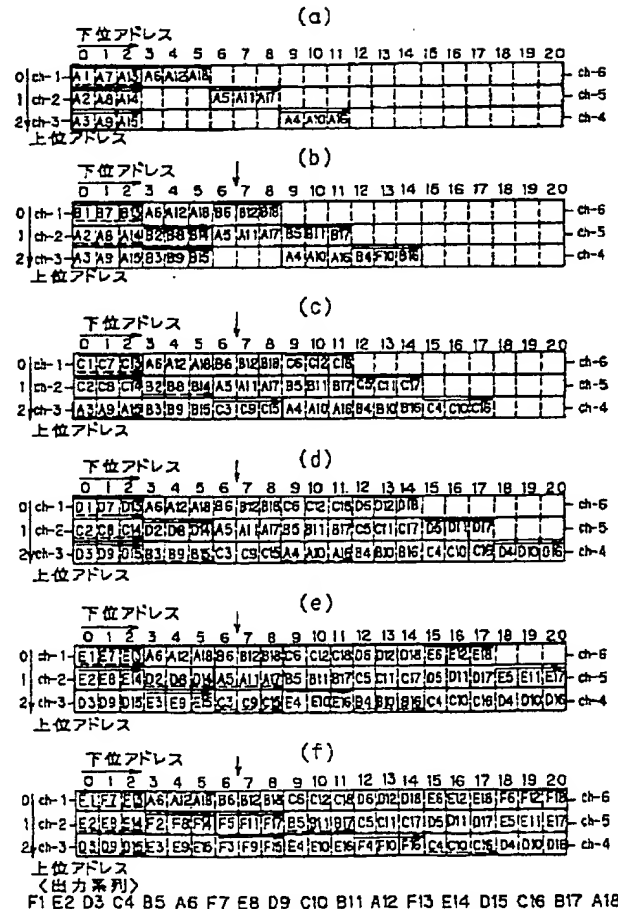 (a)
下位アドレス
0 1 2 3 4 5 6 7 8 9 10 11 12 13 14 15 16 17 18 19 20
0 ch-1 A1 A7 A13 A6 A12 A18 ch-6
1 ch-2 A2 A8 A14 A5 A11 A17 ch-5
2 ch-3 A3 A9 A15 A4 A10 A16 ch-4
上位アドレス
(b)
下位アドレス
0 1 2 3 4 5 6 7 8 9 10 11 12 13 14 15 16 17 18 19 20
0 ch-1 B1 B7 B13 A6 A12 A18 B6 B12 B18 ch-6
1 ch-2 A2 A8 A14 B2 B8 B14 A5 A11 A17 B5 B11 B17 ch-5
2 ch-3 A3 A9 A15 B3 B9 B15 A4 A10 A16 B4 F10 B16 ch-4
上位アドレス
(c)
下位アドレス
0 1 2 3 4 5 6 7 8 9 10 11 12 13 14 15 16 17 18 19 20
0 ch-1 C1 C7 C13 A6 A12 A18 B6 B12 B18 C6 C12 C18 ch-6
1 ch-2 C2 C8 C14 B2 B8 B14 A5 A11 A17 B5 B11 B17 C5 C11 C17 ch-5
2 ch-3 A3 A9 A15 B3 B9 B15 C3 C9 C15 A4 A10 A16 B4 B10 B16 C4 C10 C16 ch-4
上位アドレス
(d)
下位アドレス
0 1 2 3 4 5 6 7 8 9 10 11 12 13 14 15 16 17 18 19 20
0 ch-1 D1 D7 D13 A6 A12 A18 B6 B12 B18 C6 C12 C18 D6 D12 D18 ch-6
1 ch-2 C2 C8 C14 D2 D8 D14 A5 A11 A17 B5 B11 B17 C5 C11 C17 D5 D11 D17 ch-5
2 ch-3 D3 D9 D15 B3 B9 B15 C3 C9 C15 A4 A10 A16 B4 B10 B16 C4 C10 C16 D4 D10 D16 ch-4
上位アドレス
(e)
下位アドレス
0 1 2 3 4 5 6 7 8 9 10 11 12 13 14 15 16 17 18 19 20
0 ch-1 E1 E7 E13 A6 A12 A18 B6 B12 B18 C6 C12 C18 D6 D12 D18 E6 E12 E18 ch-6
1 ch-2 E2 E8 E14 D2 D8 D14 A5 A11 A17 B5 B11 B17 C5 C11 C17 D5 D11 D17 E5 E11 E17 ch-5
2 ch-3 D3 D9 D15 E3 E9 E15 C3 C9 C15 E4 E10 E16 B4 B10 B16 C4 C10 C16 D4 D10 D16 ch-4
上位アドレス
(f)
下位アドレス
0 1 2 3 4 5 6 7 8 9 10 11 12 13 14 15 16 17 18 19 20
0 ch-1 E1 F7 E13 A6 A12 A18 B6 B12 B18 C6 C12 C18 D6 D12 D18 E6 E12 E18 F6 F12 F18 ch-6
1 ch-2 E2 E8 E14 F2 F8 F14 F5 F11 F17 B5 B11 B17 C5 C11 C17 D5 D11 D17 E5 E11 E17 ch-5
2 ch-3 D3 D9 D15 E3 E9 E16 F3 F9 F15 E4 E10 E16 F4 F10 F16 C4 C10 C16 D4 D10 D16 ch-4
上位アドレス
〈出力系列〉
F1 E2 D3 C4 B5 A6 F7 E8 D9 C10 B11 A12 F13 E14 D15 C16 B17 A18